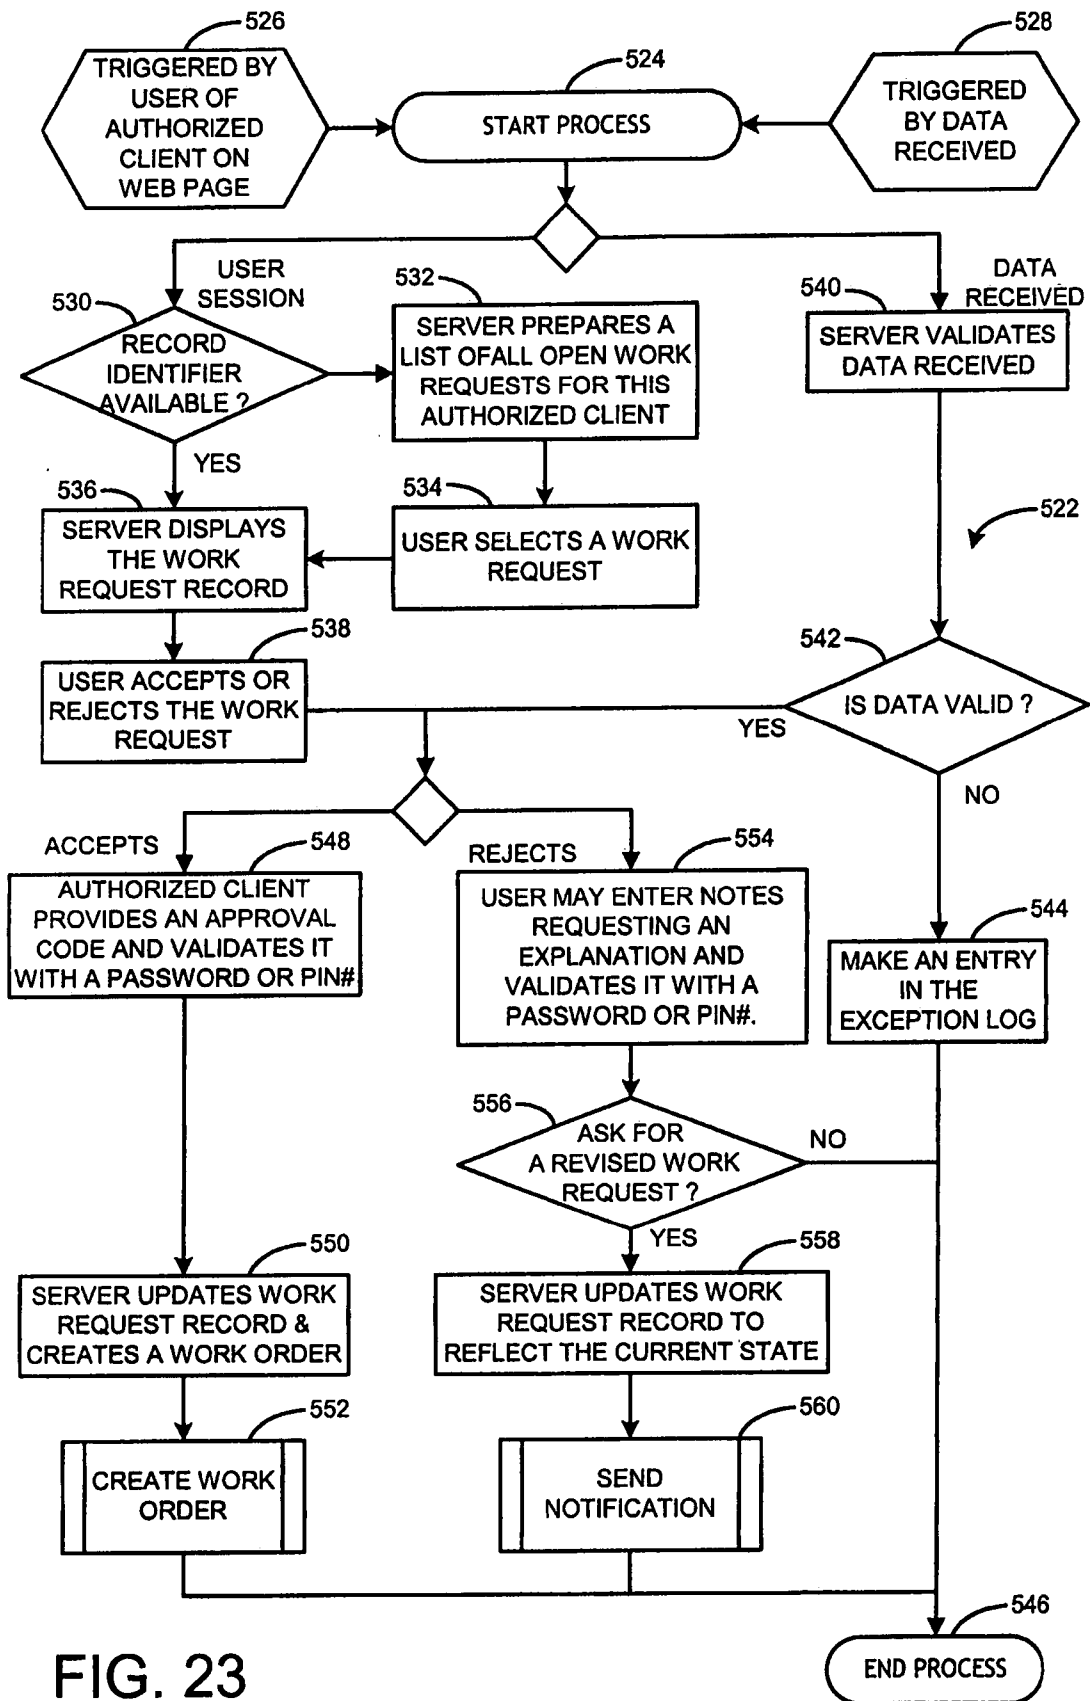 526
TRIGGERED BY
USER OF
AUTHORIZED
CLIENT ON
WEB PAGE
524
START PROCESS
528
TRIGGERED
BY DATA
RECEIVED
USER
SESSION
DATA
RECEIVED
530
RECORD
IDENTIFIER
AVAILABLE ?
532
SERVER PREPARES A
LIST OFALL OPEN WORK
REQUESTS FOR THIS
AUTHORIZED CLIENT
540
SERVER VALIDATES
DATA RECEIVED
YES
536
SERVER DISPLAYS
THE WORK
REQUEST RECORD
534
USER SELECTS A WORK
REQUEST
522
538
USER ACCEPTS OR
REJECTS THE WORK
REQUEST
542
IS DATA VALID ?
YES
NO
ACCEPTS
548
AUTHORIZED CLIENT
PROVIDES AN APPROVAL
CODE AND VALIDATES IT
WITH A PASSWORD OR PIN#
REJECTS
554
USER MAY ENTER NOTES
REQUESTING AN
EXPLANATION AND
VALIDATES IT WITH A
PASSWORD OR PIN#.
544
MAKE AN ENTRY
IN THE
EXCEPTION LOG
556
ASK FOR
A REVISED WORK
REQUEST ?
NO
YES
550
SERVER UPDATES WORK
REQUEST RECORD &
CREATES A WORK ORDER
558
SERVER UPDATES WORK
REQUEST RECORD TO
REFLECT THE CURRENT STATE
552
CREATE WORK
ORDER
560
SEND
NOTIFICATION
546
END PROCESS
FIG. 23